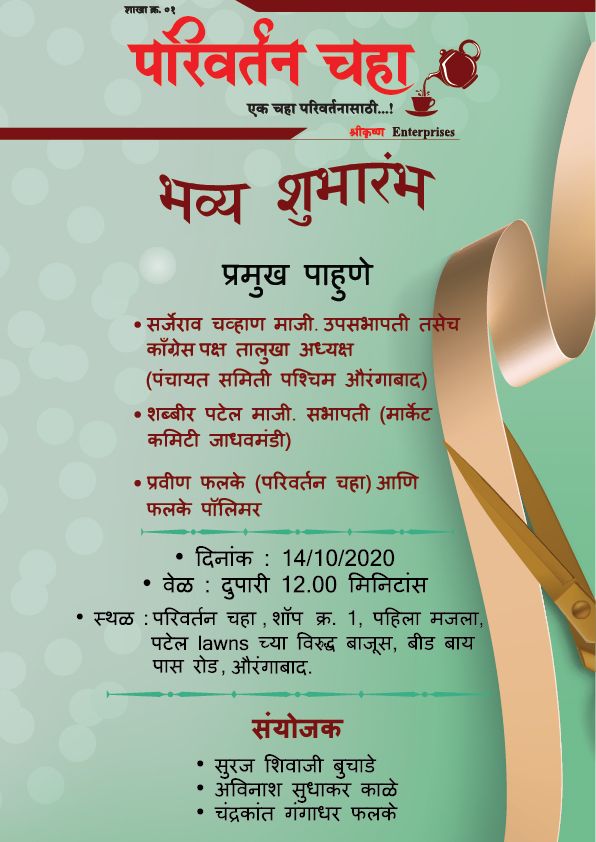 शाखा क्र. ०१
परिवर्तन चहा
एक चहा परिवर्तनासाठी...!
श्रीकृष्ण Enterprises
भव्य शुभारंभ
प्रमुख पाहुणे
• सर्जेराव चव्हाण माजी. उपसभापती तसेच
काँग्रेस पक्ष तालुखा अध्यक्ष
(पंचायत समिती पश्चिम औरंगाबाद)
• शब्बीर पटेल माजी. सभापती (मार्केट
कमिटी जाधवमंडी)
• प्रवीण फलके (परिवर्तन चहा) आणि
फलके पॉलिमर
• दिनांक : 14/10/2020
• वेळ : दुपारी 12.00 मिनिटांस
• स्थळ : परिवर्तन चहा , शॉप क्र. 1, पहिला मजला,
पटेल lawns च्या विरुद्ध बाजूस, बीड बाय
पास रोड, औरंगाबाद.
संयोजक
• सुरज शिवाजी बुचाडे
• अविनाश सुधाकर काळे
• चंद्रकांत गंगाधर फलके